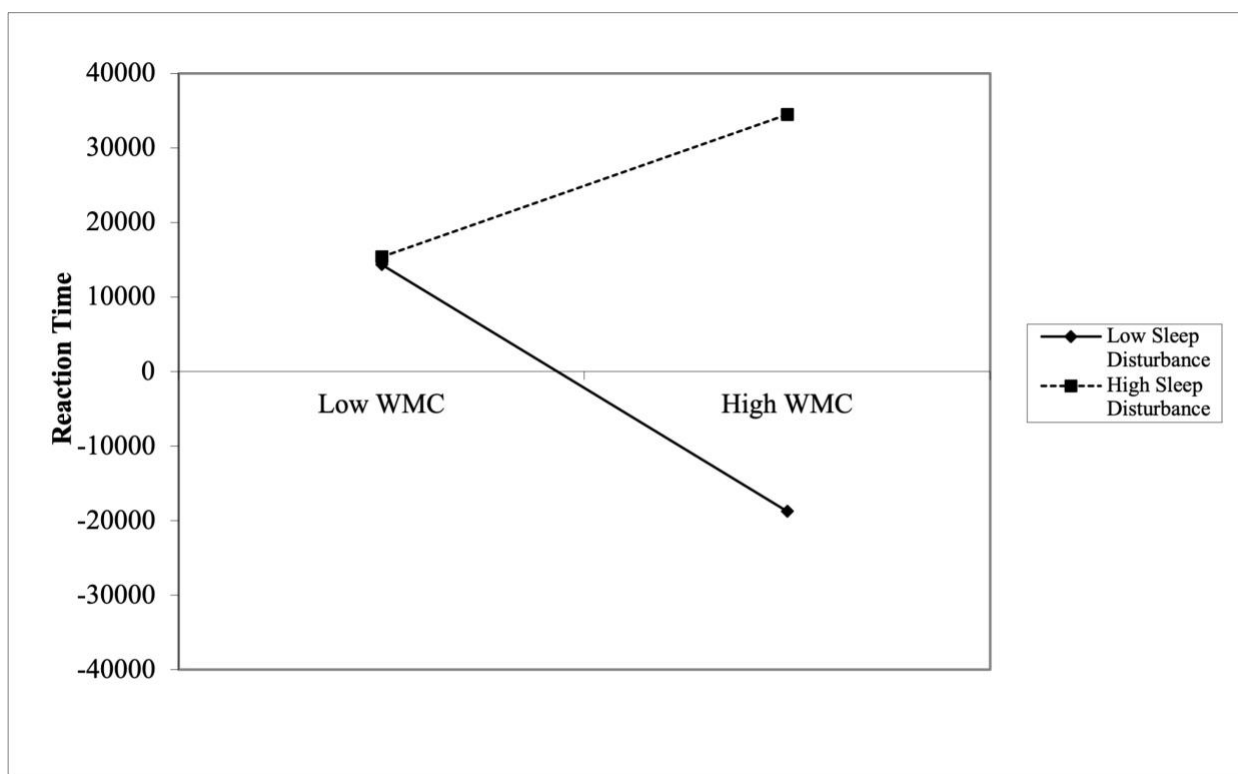 40000
30000
20000
10000
0
-10000
-20000
-30000
-40000
Reaction Time
Low WMC
High WMC
Low Sleep
Disturbance
High Sleep
Disturbance